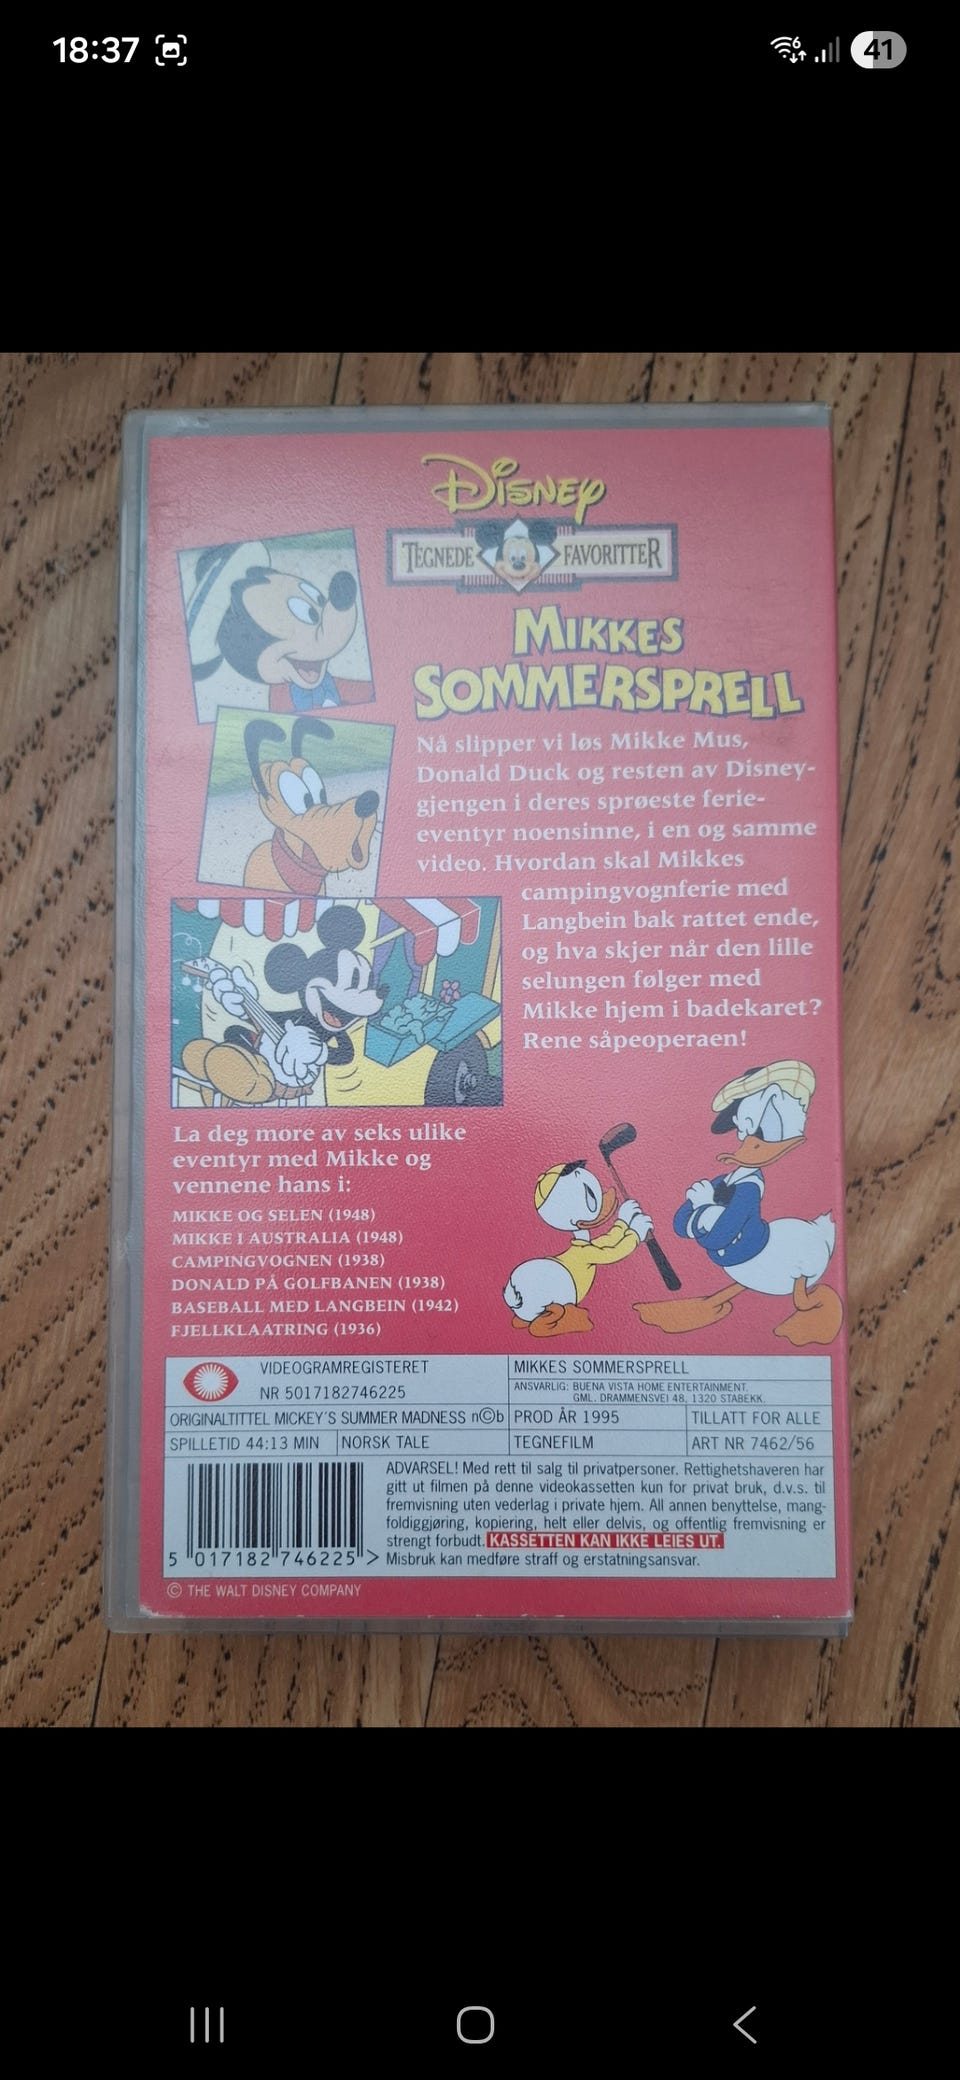 18:37
6
41
DISNEY
TEGNEDE FAVORITTER
MIKKES
SOMMERSPRELL
Nå slipper vi løs Mikke Mus,
Donald Duck og resten av Disney-
gjengen i deres sprøeste ferie-
eventyr noensinne, i en og samme
video. Hvordan skal Mikkes
campingvognferie med
Langbein bak rattet ende,
og hva skjer når den lille
selungen følger med
Mikke hjem i badekaret?
Rene såpeoperaen!
La deg more av seks ulike
eventyr med Mikke og
vennene hans i:
MIKKE OG SELEN (1948)
MIKKE I AUSTRALIA (1948)
CAMPINGVOGNEN (1938)
DONALD PÅ GOLFBANEN (1938)
BASEBALL MED LANGBEIN (1942)
FJELLKLAATRING (1936)
VIDEOGRAMREGISTERET
NR 5017182746225
MIKKES SOMMERSPRELL
ANSVARLIG: BUENA VISTA HOME ENTERTAINMENT.
GML. DRAMMENSVEI 48, 1320 STABEKK.
ORIGINALTITTEL MICKEY'S SUMMER MADNESS n©b
PROD ÅR 1995
TILLATT FOR ALLE
SPILLETID 44:13 MIN
NORSK TALE
TEGNEFILM
ART NR 7462/56
ADVARSEL! Med rett til salg til privatpersoner. Rettighetshaveren har
gitt ut filmen på denne videokassetten kun for privat bruk, d.v.s. til
fremvisning uten vederlag i private hjem. All annen benyttelse, mang-
foldiggjøring, kopiering, helt eller delvis, og offentlig fremvisning er
strengt forbudt. KASSETTEN KAN IKKE LEIES UT.
Misbruk kan medføre straff og erstatningsansvar.
5 017182 746225 >
© THE WALT DISNEY COMPANY